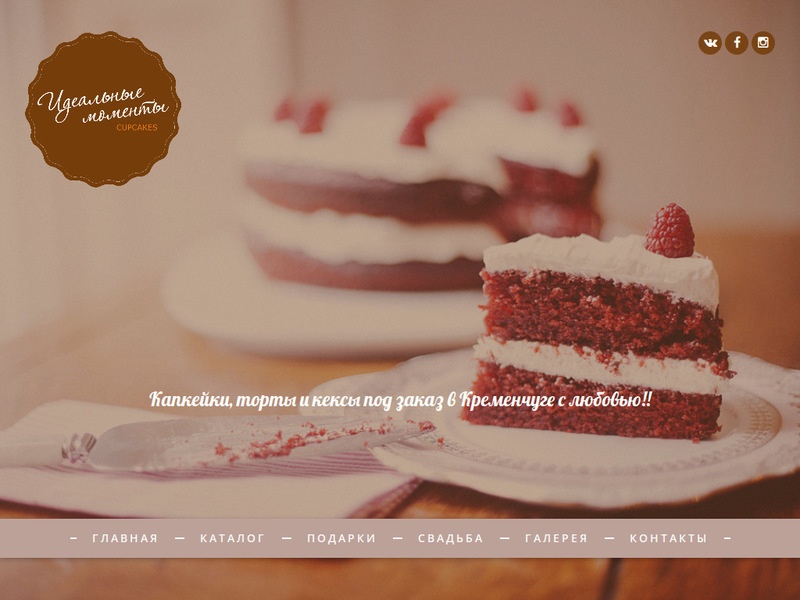 Идеальные
моменты
CUPCAKES
Капкейки, торты и кексы под заказ в Кременчуге с любовью!!
– ГЛАВНАЯ — КАТАЛОГ — ПОДАРКИ — СВАДЬБА — ГАЛЕРЕЯ — КОНТАКТЫ –